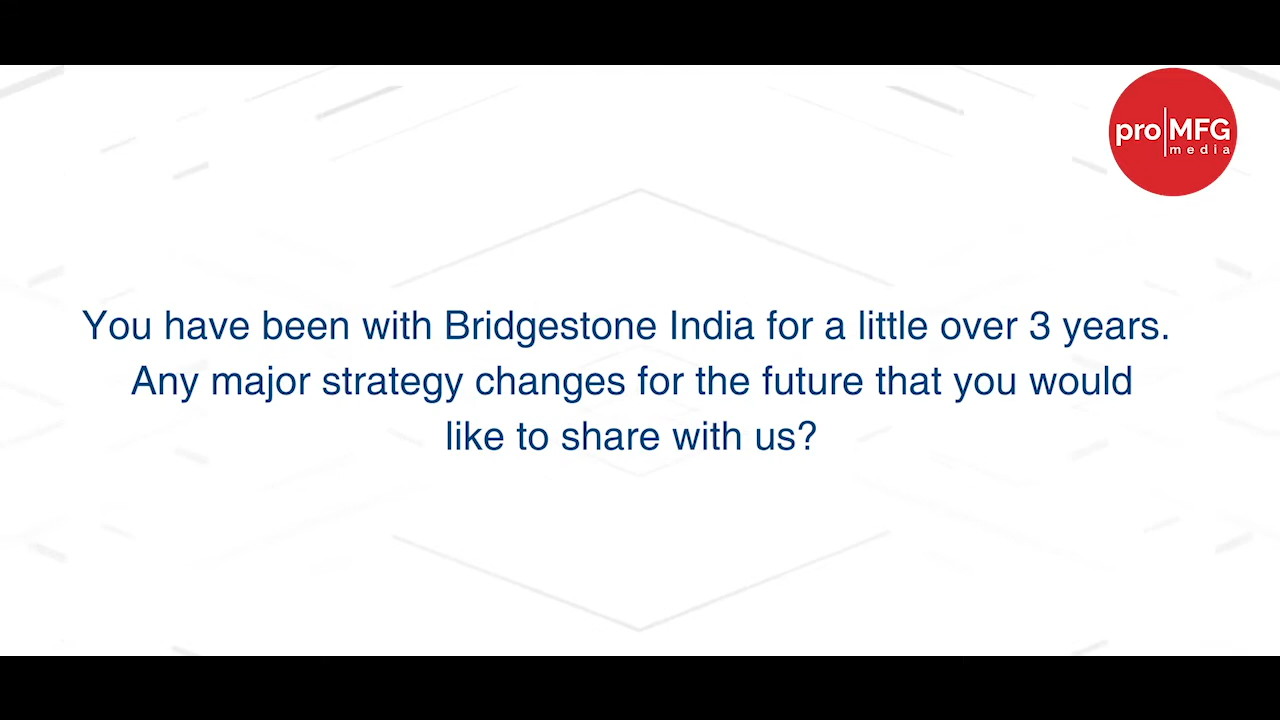 pro MFG
media
You have been with Bridgestone India for a little over 3 years.
Any major strategy changes for the future that you would
like to share with us?